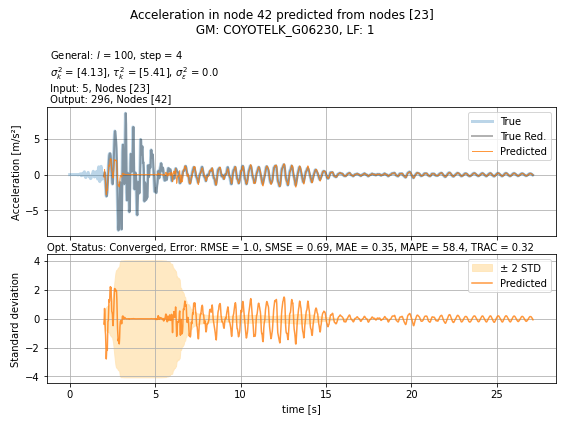 Acceleration in node 42 predicted from nodes [23]
GM: COYOTELK_G06230, LF: 1
General: l = 100, step = 4
σ²ₖ = [4.13], τ²ₖ = [5.41], σ²ε = 0.0
Input: 5, Nodes [23]
Output: 296, Nodes [42]
Acceleration [m/s²]
5
0
−5
True
True Red.
Predicted
Opt. Status: Converged, Error: RMSE = 1.0, SMSE = 0.69, MAE = 0.35, MAPE = 58.4, TRAC = 0.32
Standard deviation
4
2
0
−2
−4
± 2 STD
Predicted
0 5 10 15 20 25
time [s]